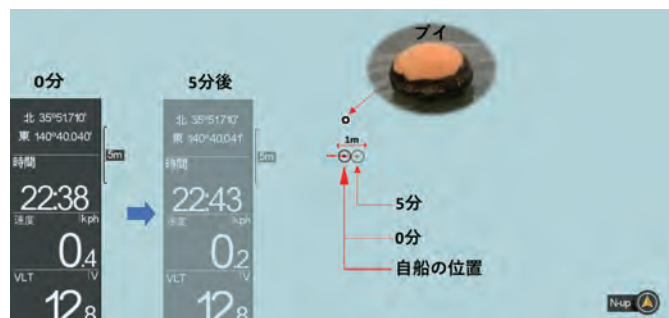 ブイ
0分
5分後
北 35°51.710'
東 140°40.040'
5m
時間
22:38
速度 kph
0.4
VLT V
12.8
北 35°51.710'
東 140°40.041'
5m
時間
22:43
速度 kph
0.2
VLT V
12.8
1m
5分
0分
自船の位置
N-up